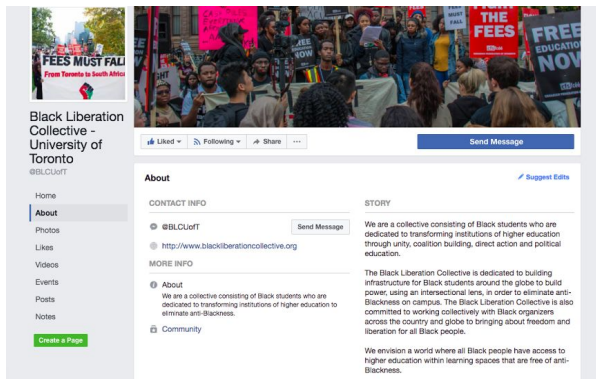 FEES MUST FALL
From Toronto to South Africa
FIGHT
THE
FEES
FREE
EDUCATION
NOW
Black Liberation
Collective -
University of
Toronto
@BLCUofT
Home
About
Photos
Likes
Videos
Events
Posts
Notes
Create a Page
Liked
Following
Share
Send Message
About
Suggest Edits
CONTACT INFO
@BLCUofT
Send Message
http://www.blackliberationcollective.org
MORE INFO
About
We are a collective consisting of Black students who are
dedicated to transforming institutions of higher education to
eliminate anti-Blackness.
Community
STORY
We are a collective consisting of Black students who are
dedicated to transforming institutions of higher education
through unity, coalition building, direct action and political
education.
The Black Liberation Collective is dedicated to building
infrastructure for Black students around the globe to build
power, using an intersectional lens, in order to eliminate anti-
Blackness on campus. The Black Liberation Collective is also
committed to working collectively with Black organizers
across the country and globe to bringing about freedom and
liberation for all Black people.
We envision a world where all Black people have access to
higher education within learning spaces that are free of anti-
Blackness.